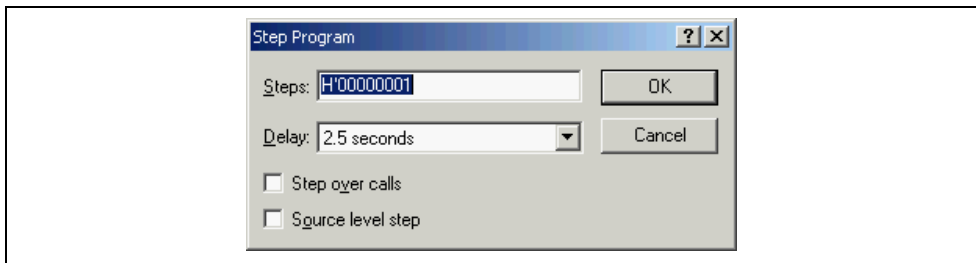 Step Program
Steps: H'00000001
OK
Delay: 2.5 seconds
Cancel
Step over calls
Source level step